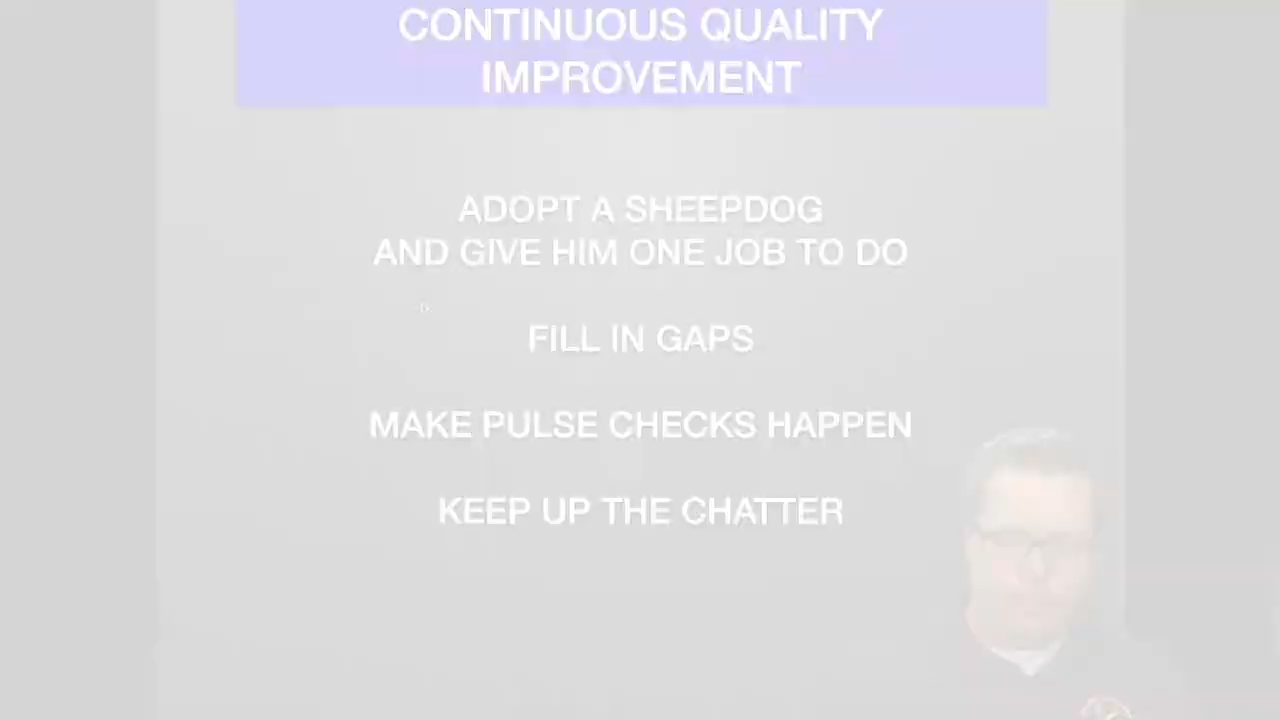 CONTINUOUS QUALITY
IMPROVEMENT
ADOPT A SHEEPDOG
AND GIVE HIM ONE JOB TO DO
FILL IN GAPS
MAKE PULSE CHECKS HAPPEN
KEEP UP THE CHATTER